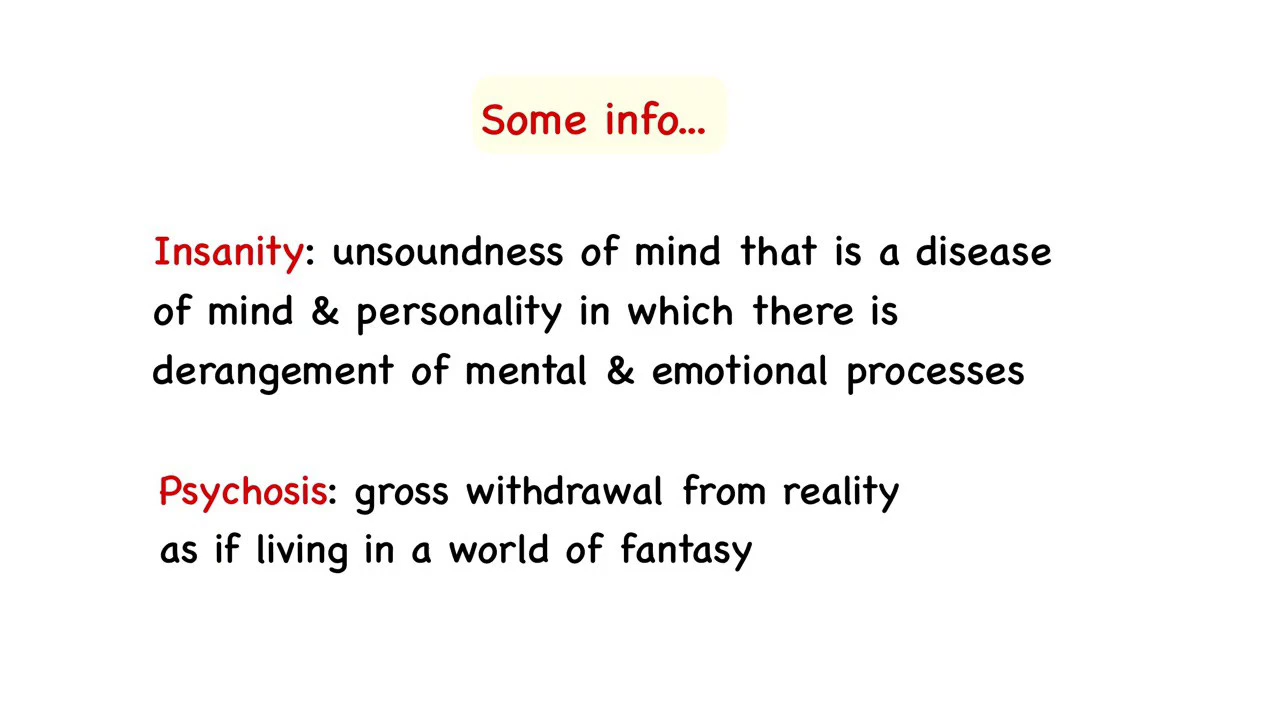 Some info...
Insanity: unsoundness of mind that is a disease
of mind & personality in which there is
derangement of mental & emotional processes
Psychosis: gross withdrawal from reality
as if living in a world of fantasy